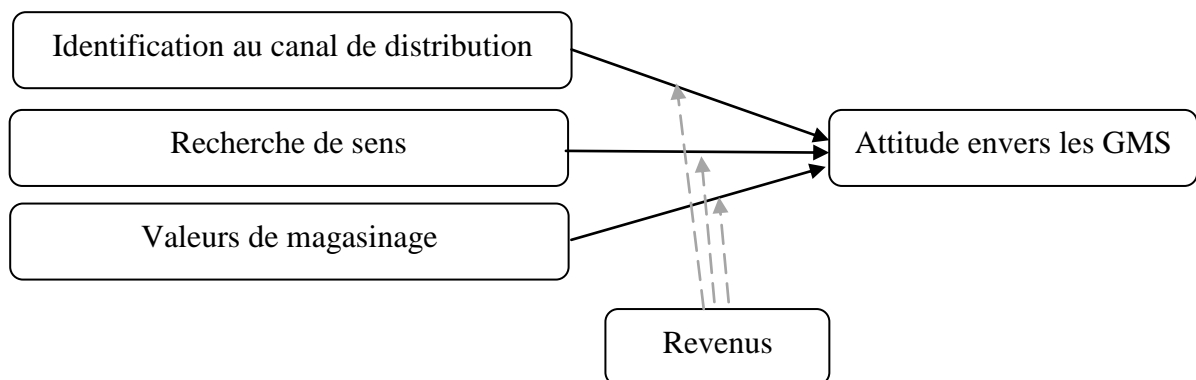 Identification au canal de distribution
Recherche de sens
Attitude envers les GMS
Valeurs de magasinage
Revenus